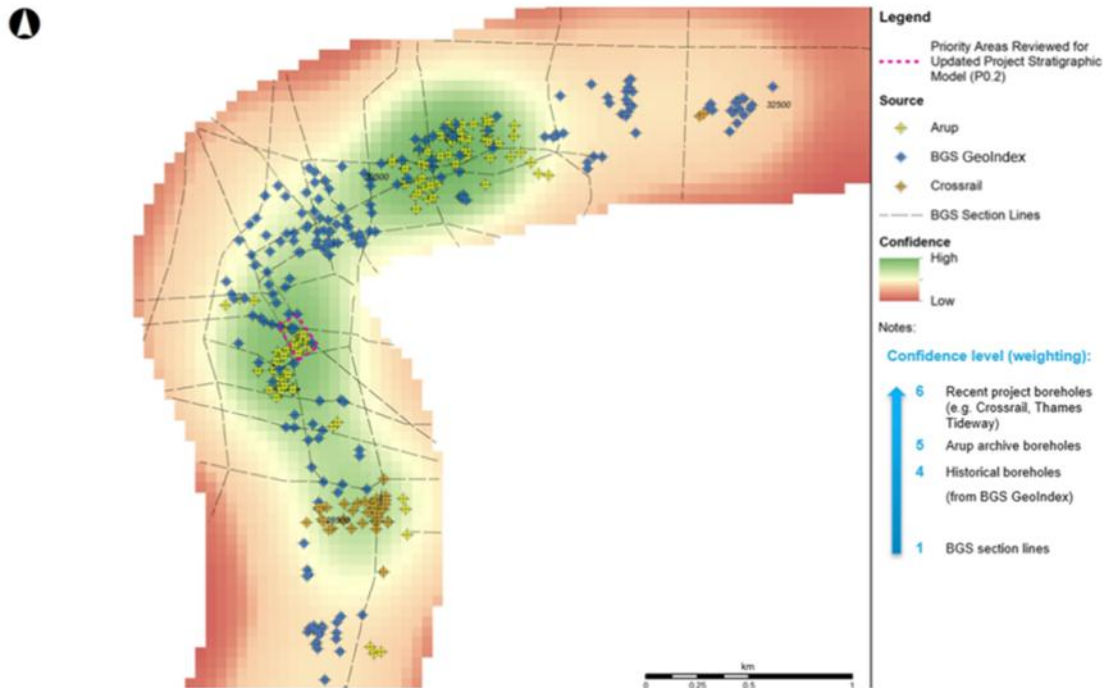 Legend
Priority Areas Reviewed for
Updated Project Stratigraphic
Model (P0.2)
Source
Arup
BGS GeoIndex
Crossrail
BGS Section Lines
Confidence
High
Low
Notes:
Confidence level (weighting):
6 Recent project boreholes
(e.g. Crossrail, Thames
Tideway)
5 Arup archive boreholes
4 Historical boreholes
(from BGS GeoIndex)
1 BGS section lines
32500
km
0 0.25 0.5 1